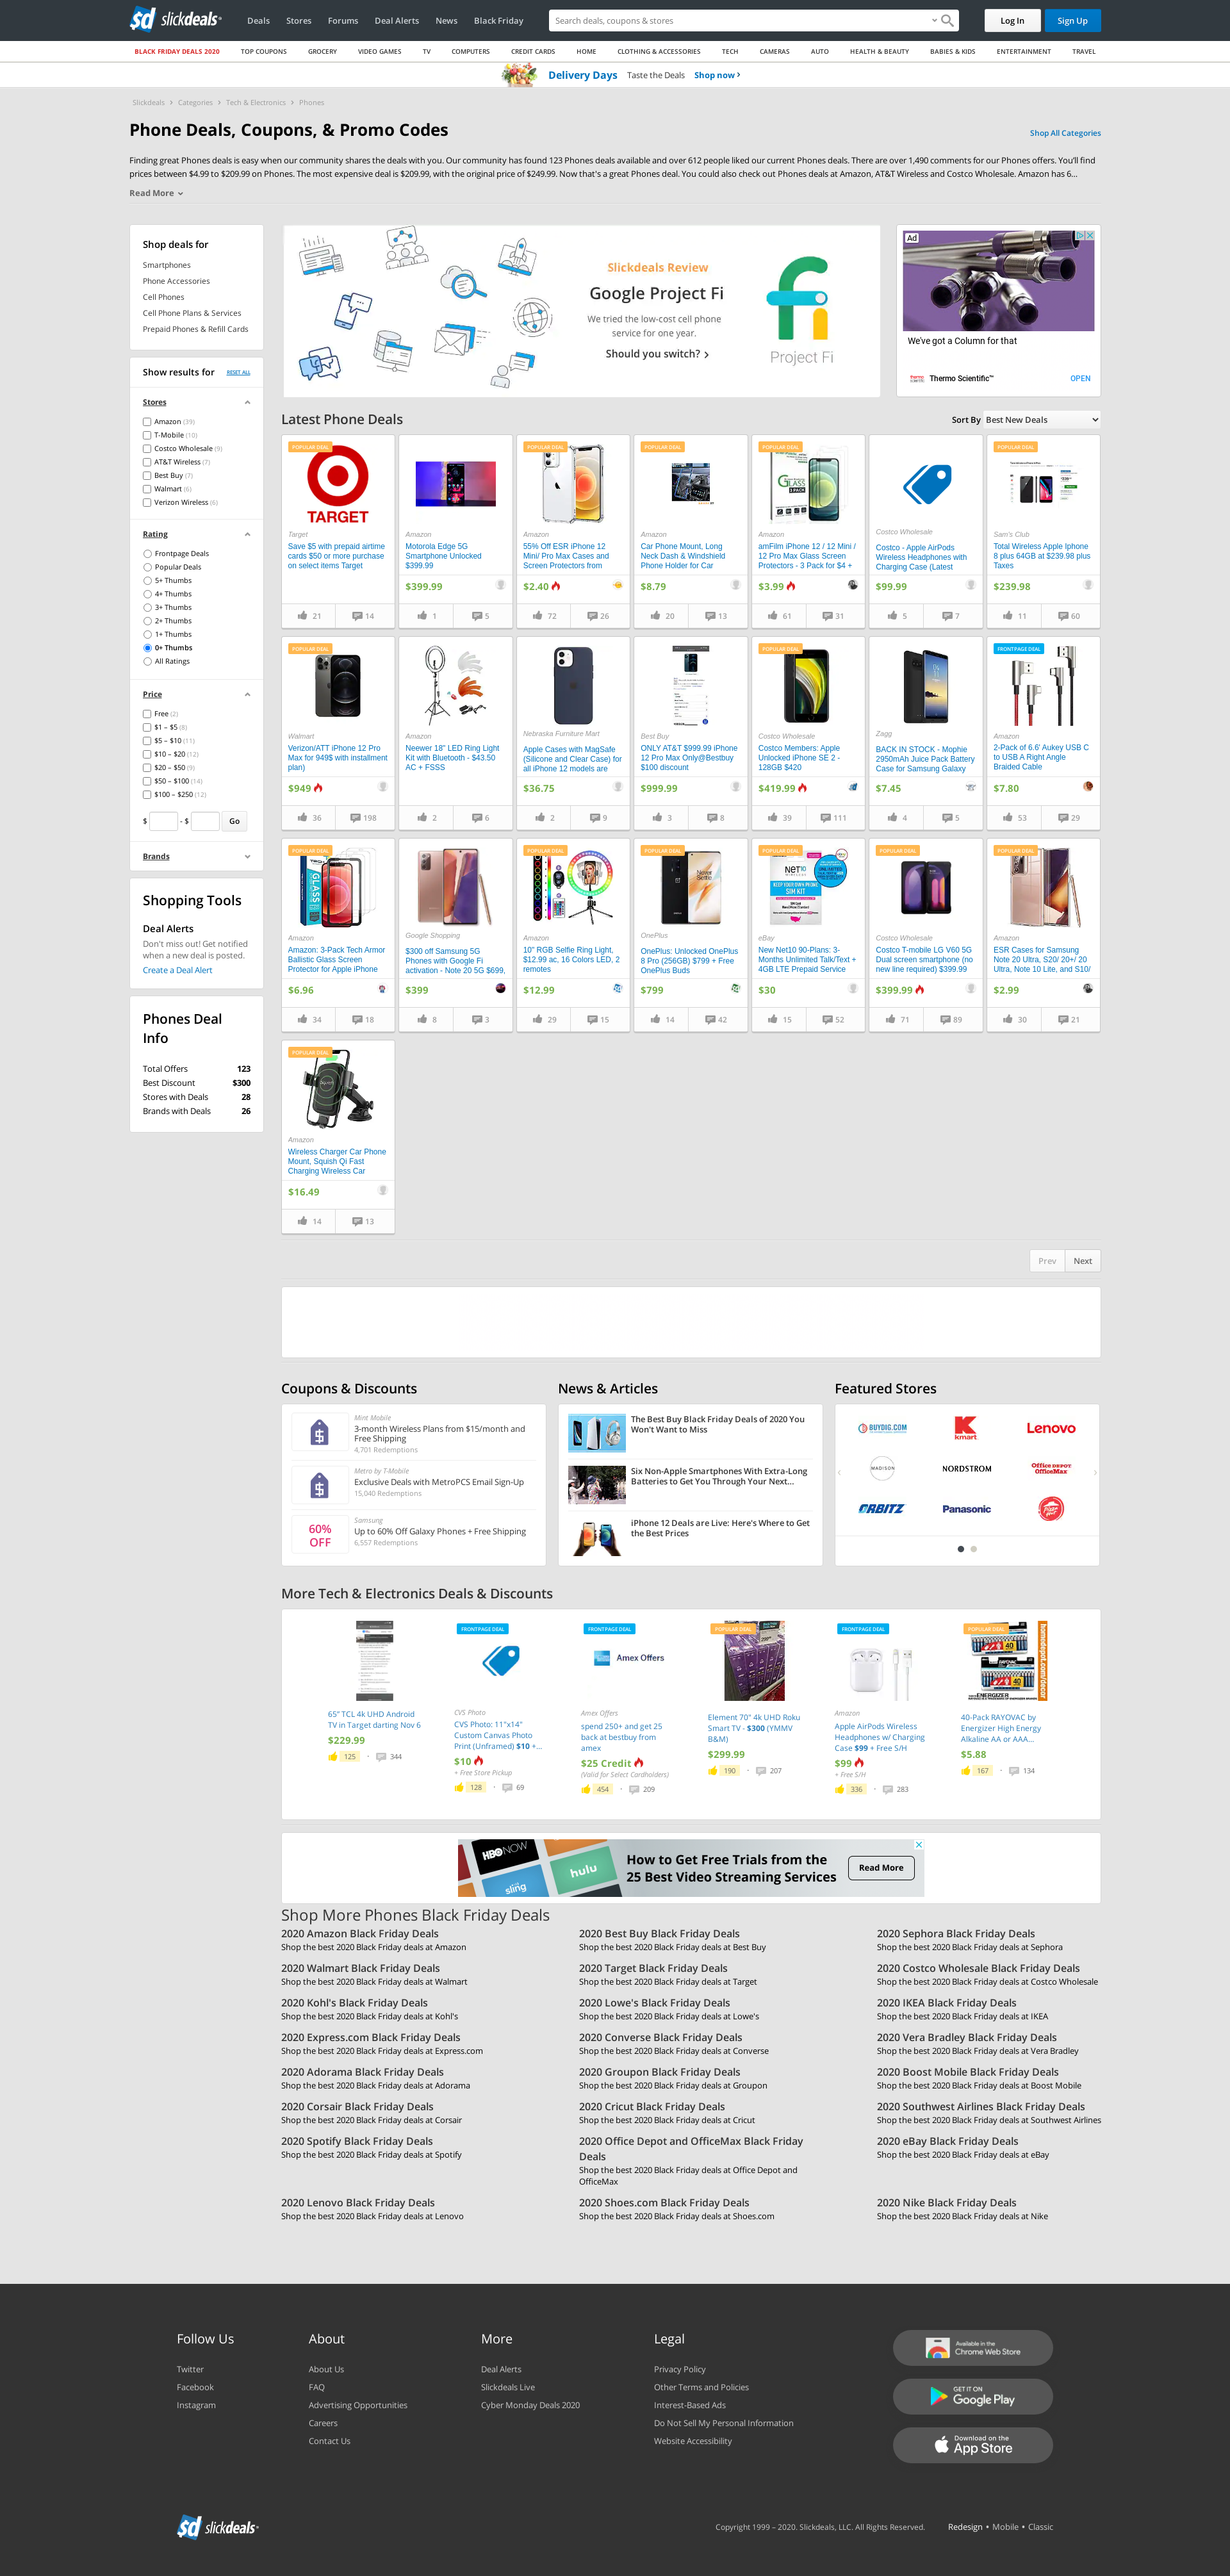 slickdeals
Deals Stores Forums Deal Alerts News Black Friday
Search deals, coupons & stores
Log In
Sign Up
BLACK FRIDAY DEALS 2020 TOP COUPONS GROCERY VIDEO GAMES TV COMPUTERS CREDIT CARDS HOME CLOTHING & ACCESSORIES TECH CAMERAS AUTO HEALTH & BEAUTY BABIES & KIDS ENTERTAINMENT TRAVEL
Delivery Days Taste the Deals Shop now
Slickdeals › Categories › Tech & Electronics › Phones
Phone Deals, Coupons, & Promo Codes
Shop All Categories
Finding great Phones deals is easy when our community shares the deals with you. Our community has found 123 Phones deals available and over 612 people liked our current Phones deals. There are over 1,490 comments for our Phones offers. You'll find
prices between $4.99 to $209.99 on Phones. The most expensive deal is $209.99, with the original price of $249.99. Now that's a great Phones deal. You could also check out Phones deals at Amazon, AT&T Wireless and Costco Wholesale. Amazon has 6...
Read More
Shop deals for
Smartphones
Phone Accessories
Cell Phones
Cell Phone Plans & Services
Prepaid Phones & Refill Cards
Show results for RESET ALL
Stores
Amazon (39)
T-Mobile (10)
Costco Wholesale (9)
AT&T Wireless (7)
Best Buy (7)
Walmart (6)
Verizon Wireless (6)
Rating
Frontpage Deals
Popular Deals
5+ Thumbs
4+ Thumbs
3+ Thumbs
2+ Thumbs
1+ Thumbs
0+ Thumbs
All Ratings
Price
Free (2)
$1 – $5 (8)
$5 – $10 (11)
$10 – $20 (12)
$20 – $50 (9)
$50 – $100 (14)
$100 – $250 (12)
$ - $ Go
Brands
Shopping Tools
Deal Alerts
Don't miss out! Get notified
when a new deal is posted.
Create a Deal Alert
Phones Deal
Info
Total Offers 123
Best Discount $300
Stores with Deals 28
Brands with Deals 26
Slickdeals Review
Google Project Fi
We tried the low-cost cell phone
service for one year.
Should you switch? ›
Project Fi
Ad
We've got a Column for that
Thermo Scientific™
OPEN
Latest Phone Deals
Sort By Best New Deals
POPULAR DEAL
TARGET
Target
Save $5 with prepaid airtime
cards $50 or more purchase
on select items Target
21 14
Amazon
Motorola Edge 5G
Smartphone Unlocked
$399.99
$399.99
1 5
POPULAR DEAL
Amazon
55% Off ESR iPhone 12
Mini/ Pro Max Cases and
Screen Protectors from
$2.40
72 26
POPULAR DEAL
Amazon
Car Phone Mount, Long
Neck Dash & Windshield
Phone Holder for Car
$8.79
20 13
POPULAR DEAL
GLASS
Amazon
amFilm iPhone 12 / 12 Mini /
12 Pro Max Glass Screen
Protectors - 3 Pack for $4 +
$3.99
61 31
Costco Wholesale
Costco - Apple AirPods
Wireless Headphones with
Charging Case (Latest
$99.99
5 7
POPULAR DEAL
Sam's Club
Total Wireless Apple Iphone
8 plus 64GB at $239.98 plus
Taxes
$239.98
11 60
POPULAR DEAL
Walmart
Verizon/ATT iPhone 12 Pro
Max for 949$ with installment
plan)
$949
36 198
Amazon
Neewer 18" LED Ring Light
Kit with Bluetooth - $43.50
AC + FSSS
2 6
Nebraska Furniture Mart
Apple Cases with MagSafe
(Silicone and Clear Case) for
all iPhone 12 models are
$36.75
2 9
Best Buy
ONLY AT&T $999.99 iPhone
12 Pro Max Only@Bestbuy
$100 discount
$999.99
3 8
POPULAR DEAL
Costco Wholesale
Costco Members: Apple
Unlocked iPhone SE 2 -
128GB $420
$419.99
39 111
Zagg
BACK IN STOCK - Mophie
2950mAh Juice Pack Battery
Case for Samsung Galaxy
$7.45
4 5
FRONTPAGE DEAL
Amazon
2-Pack of 6.6' Aukey USB C
to USB A Right Angle
Braided Cable
$7.80
53 29
POPULAR DEAL
GLASS
Amazon
Amazon: 3-Pack Tech Armor
Ballistic Glass Screen
Protector for Apple iPhone
$6.96
34 18
Google Shopping
$300 off Samsung 5G
Phones with Google Fi
activation - Note 20 5G $699,
$399
8 3
POPULAR DEAL
Amazon
10" RGB Selfie Ring Light,
$12.99 ac, 16 Colors LED, 2
remotes
$12.99
29 15
POPULAR DEAL
Never
Settle
OnePlus
OnePlus: Unlocked OnePlus
8 Pro (256GB) $799 + Free
OnePlus Buds
$799
14 42
POPULAR DEAL
NET10
KEEP YOUR OWN PHONE
SIM KIT
eBay
New Net10 90-Plans: 3-
Months Unlimited Talk/Text +
4GB LTE Prepaid Service
$30
15 52
POPULAR DEAL
Costco Wholesale
Costco T-mobile LG V60 5G
Dual screen smartphone (no
new line required) $399.99
$399.99
71 89
POPULAR DEAL
Amazon
ESR Cases for Samsung
Note 20 Ultra, S20/ 20+/ 20
Ultra, Note 10 Lite, and S10/
$2.99
30 21
POPULAR DEAL
Amazon
Wireless Charger Car Phone
Mount, Squish Qi Fast
Charging Wireless Car
$16.49
14 13
Prev Next
Coupons & Discounts
Mint Mobile
3-month Wireless Plans from $15/month and
Free Shipping
4,701 Redemptions
Metro by T-Mobile
Exclusive Deals with MetroPCS Email Sign-Up
15,040 Redemptions
60%
OFF
Samsung
Up to 60% Off Galaxy Phones + Free Shipping
6,557 Redemptions
News & Articles
The Best Buy Black Friday Deals of 2020 You
Won't Want to Miss
Six Non-Apple Smartphones With Extra-Long
Batteries to Get You Through Your Next...
iPhone 12 Deals are Live: Here's Where to Get
the Best Prices
Featured Stores
BUYDIG.COM
kmart
Lenovo
MADISON
NORDSTROM
Office DEPOT
OfficeMax
ORBITZ
Panasonic
More Tech & Electronics Deals & Discounts
65" TCL 4k UHD Android
TV in Target darting Nov 6
$229.99
125 • 344
FRONTPAGE DEAL
CVS Photo
CVS Photo: 11"x14"
Custom Canvas Photo
Print (Unframed) $10 +...
$10
+ Free Store Pickup
128 • 69
FRONTPAGE DEAL
Amex Offers
Amex Offers
spend 250+ and get 25
back at bestbuy from
amex
$25 Credit
(Valid for Select Cardholders)
454 • 209
POPULAR DEAL
Element 70" 4k UHD Roku
Smart TV - $300 (YMMV
B&M)
$299.99
190 • 207
FRONTPAGE DEAL
Amazon
Apple AirPods Wireless
Headphones w/ Charging
Case $99 + Free S/H
$99
+ Free S/H
336 • 283
POPULAR DEAL
40
40
ENERGIZER
homedepot.com/decor
40-Pack RAYOVAC by
Energizer High Energy
Alkaline AA or AAA...
$5.88
167 • 134
HBO NOW
hulu
sling
How to Get Free Trials from the
25 Best Video Streaming Services
Read More
Shop More Phones Black Friday Deals
2020 Amazon Black Friday Deals
Shop the best 2020 Black Friday deals at Amazon
2020 Best Buy Black Friday Deals
Shop the best 2020 Black Friday deals at Best Buy
2020 Sephora Black Friday Deals
Shop the best 2020 Black Friday deals at Sephora
2020 Walmart Black Friday Deals
Shop the best 2020 Black Friday deals at Walmart
2020 Target Black Friday Deals
Shop the best 2020 Black Friday deals at Target
2020 Costco Wholesale Black Friday Deals
Shop the best 2020 Black Friday deals at Costco Wholesale
2020 Kohl's Black Friday Deals
Shop the best 2020 Black Friday deals at Kohl's
2020 Lowe's Black Friday Deals
Shop the best 2020 Black Friday deals at Lowe's
2020 IKEA Black Friday Deals
Shop the best 2020 Black Friday deals at IKEA
2020 Express.com Black Friday Deals
Shop the best 2020 Black Friday deals at Express.com
2020 Converse Black Friday Deals
Shop the best 2020 Black Friday deals at Converse
2020 Vera Bradley Black Friday Deals
Shop the best 2020 Black Friday deals at Vera Bradley
2020 Adorama Black Friday Deals
Shop the best 2020 Black Friday deals at Adorama
2020 Groupon Black Friday Deals
Shop the best 2020 Black Friday deals at Groupon
2020 Boost Mobile Black Friday Deals
Shop the best 2020 Black Friday deals at Boost Mobile
2020 Corsair Black Friday Deals
Shop the best 2020 Black Friday deals at Corsair
2020 Cricut Black Friday Deals
Shop the best 2020 Black Friday deals at Cricut
2020 Southwest Airlines Black Friday Deals
Shop the best 2020 Black Friday deals at Southwest Airlines
2020 Spotify Black Friday Deals
Shop the best 2020 Black Friday deals at Spotify
2020 Office Depot and OfficeMax Black Friday
Deals
Shop the best 2020 Black Friday deals at Office Depot and
OfficeMax
2020 eBay Black Friday Deals
Shop the best 2020 Black Friday deals at eBay
2020 Lenovo Black Friday Deals
Shop the best 2020 Black Friday deals at Lenovo
2020 Shoes.com Black Friday Deals
Shop the best 2020 Black Friday deals at Shoes.com
2020 Nike Black Friday Deals
Shop the best 2020 Black Friday deals at Nike
Follow Us
Twitter
Facebook
Instagram
About
About Us
FAQ
Advertising Opportunities
Careers
Contact Us
More
Deal Alerts
Slickdeals Live
Cyber Monday Deals 2020
Legal
Privacy Policy
Other Terms and Policies
Interest-Based Ads
Do Not Sell My Personal Information
Website Accessibility
Available in the
Chrome Web Store
GET IT ON
Google Play
Download on the
App Store
slickdeals
Copyright 1999 – 2020. Slickdeals, LLC. All Rights Reserved.
Redesign • Mobile • Classic